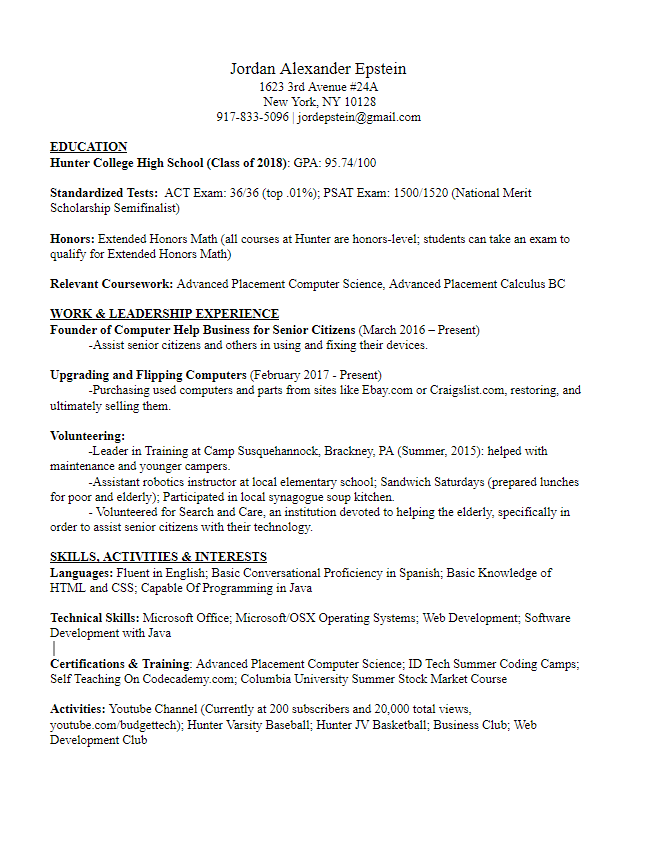 Jordan Alexander Epstein
1623 3rd Avenue #24A
New York, NY 10128
917-833-5096 | jordepstein@gmail.com
EDUCATION
Hunter College High School (Class of 2018): GPA: 95.74/100
Standardized Tests: ACT Exam: 36/36 (top .01%); PSAT Exam: 1500/1520 (National Merit
Scholarship Semifinalist)
Honors: Extended Honors Math (all courses at Hunter are honors-level; students can take an exam to
qualify for Extended Honors Math)
Relevant Coursework: Advanced Placement Computer Science, Advanced Placement Calculus BC
WORK & LEADERSHIP EXPERIENCE
Founder of Computer Help Business for Senior Citizens (March 2016 – Present)
-Assist senior citizens and others in using and fixing their devices.
Upgrading and Flipping Computers (February 2017 - Present)
-Purchasing used computers and parts from sites like Ebay.com or Craigslist.com, restoring, and
ultimately selling them.
Volunteering:
-Leader in Training at Camp Susquehannock, Brackney, PA (Summer, 2015): helped with
maintenance and younger campers.
-Assistant robotics instructor at local elementary school; Sandwich Saturdays (prepared lunches
for poor and elderly); Participated in local synagogue soup kitchen.
- Volunteered for Search and Care, an institution devoted to helping the elderly, specifically in
order to assist senior citizens with their technology.
SKILLS, ACTIVITIES & INTERESTS
Languages: Fluent in English; Basic Conversational Proficiency in Spanish; Basic Knowledge of
HTML and CSS; Capable Of Programming in Java
Technical Skills: Microsoft Office; Microsoft/OSX Operating Systems; Web Development; Software
Development with Java
Certifications & Training: Advanced Placement Computer Science; ID Tech Summer Coding Camps;
Self Teaching On Codecademy.com; Columbia University Summer Stock Market Course
Activities: Youtube Channel (Currently at 200 subscribers and 20,000 total views,
youtube.com/budgettech); Hunter Varsity Baseball; Hunter JV Basketball; Business Club; Web
Development Club